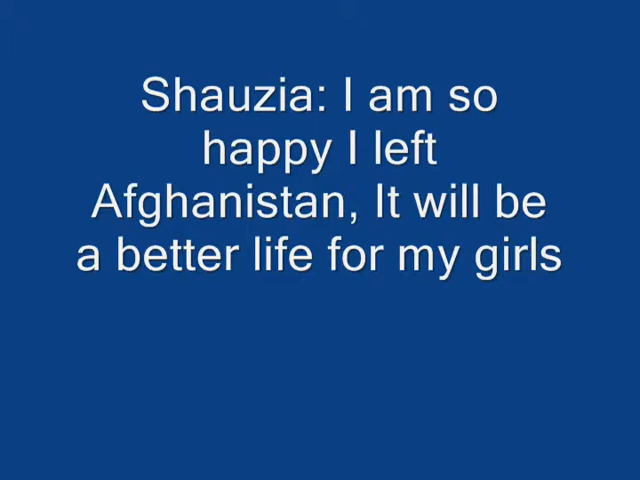 Shauzia: I am so
happy I left
Afghanistan, It will be
a better life for my girls